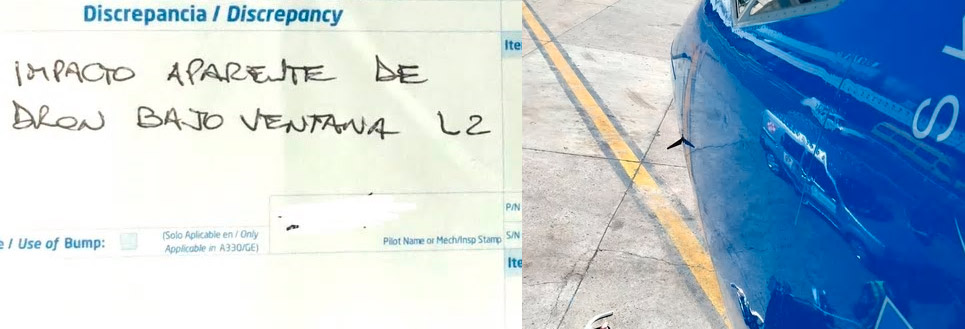 Discrepancia / Discrepancy
Ite
IMPACTO APARENTE DE
DRON BAJO VENTANA L2
P/N
e / Use of Bump:
(Solo Aplicable en / Only
Applicable in A330/GE)
Pilot Name or Mech/Insp Stamp
S/N
Ite
S